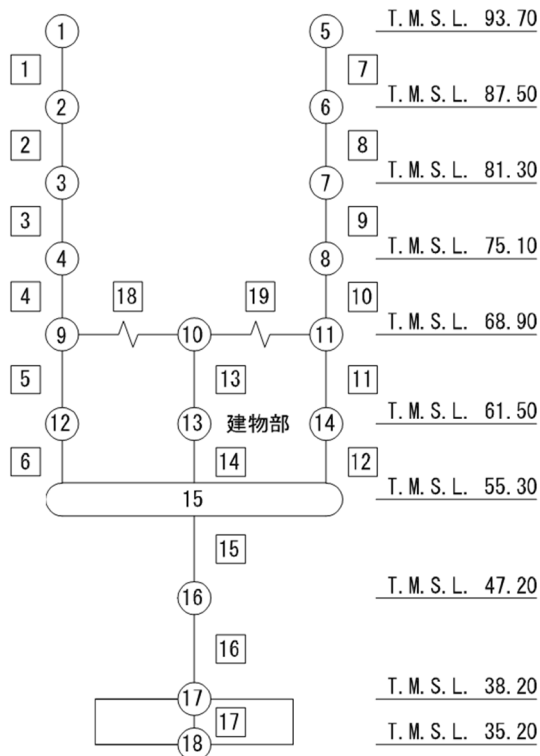 1 5 T.M.S.L. 93.70
1 7
2 6 T.M.S.L. 87.50
2 8
3 7 T.M.S.L. 81.30
3 9
4 8 T.M.S.L. 75.10
4 18 19 10
9 10 11 T.M.S.L. 68.90
5 13 11
12 13 建物部 14 T.M.S.L. 61.50
6 14 12
15 T.M.S.L. 55.30
15
16 T.M.S.L. 47.20
16
17 T.M.S.L. 38.20
17
18 T.M.S.L. 35.20